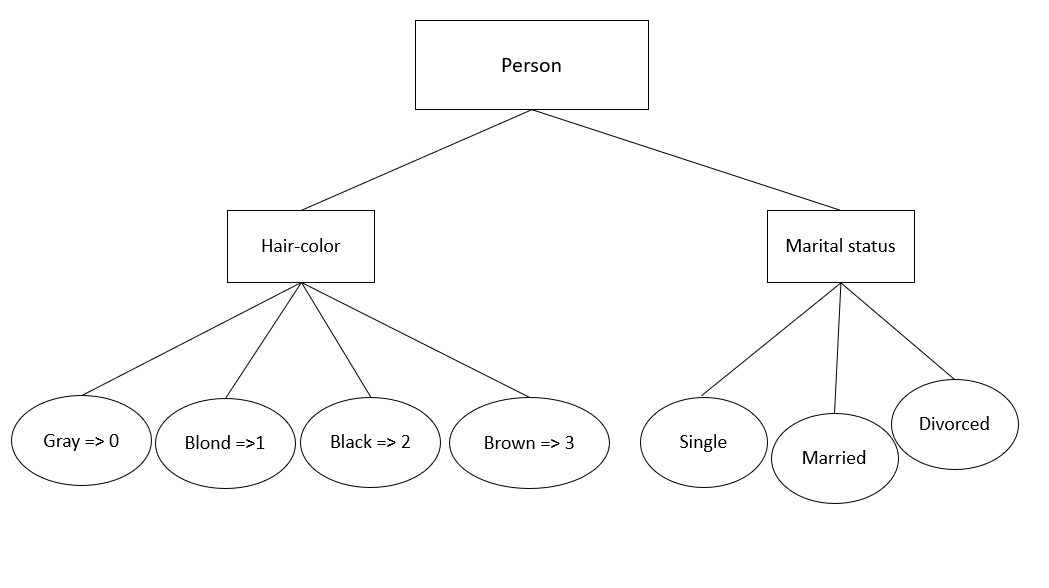 Person
Hair-color
Marital status
Gray => 0
Blond =>1
Black => 2
Brown => 3
Single
Married
Divorced